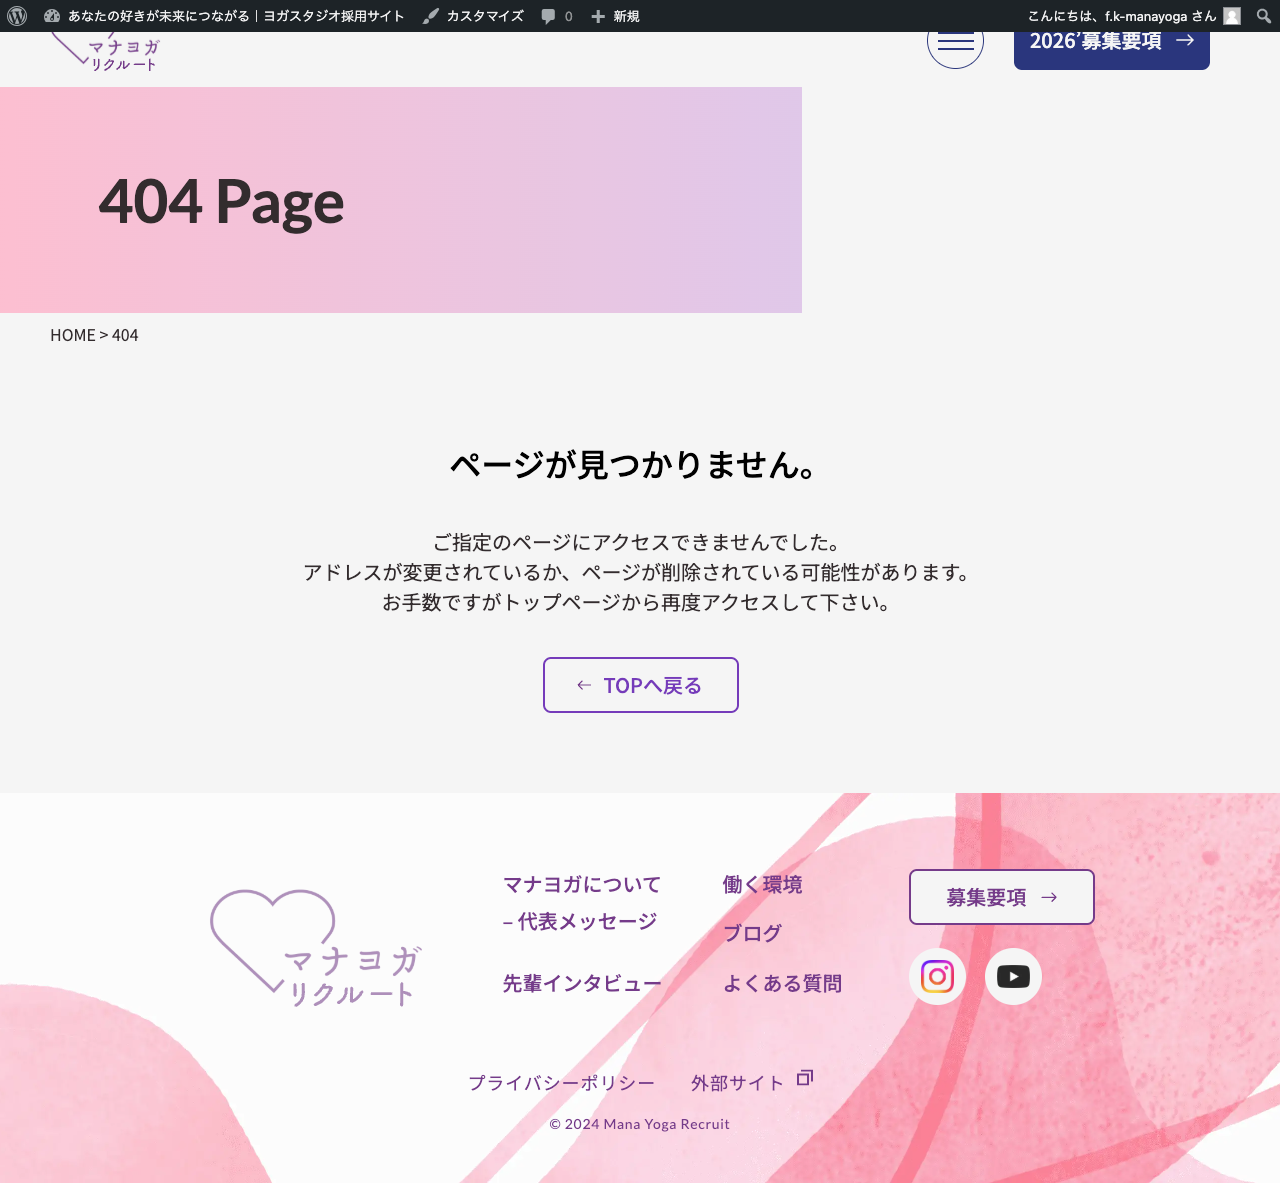 あなたの好きが未来につながる｜ヨガスタジオ採用サイト カスタマイズ 0 新規 こんにちは、f.k-manayoga さん
マナヨガ
リクルート
2026’募集要項
404 Page
HOME > 404
ページが見つかりません。
ご指定のページにアクセスできませんでした。
アドレスが変更されているか、ページが削除されている可能性があります。
お手数ですがトップページから再度アクセスして下さい。
← TOPへ戻る
マナヨガ
リクルート
マナヨガについて
– 代表メッセージ
先輩インタビュー
働く環境
ブログ
よくある質問
募集要項 →
プライバシーポリシー 外部サイト
© 2024 Mana Yoga Recruit